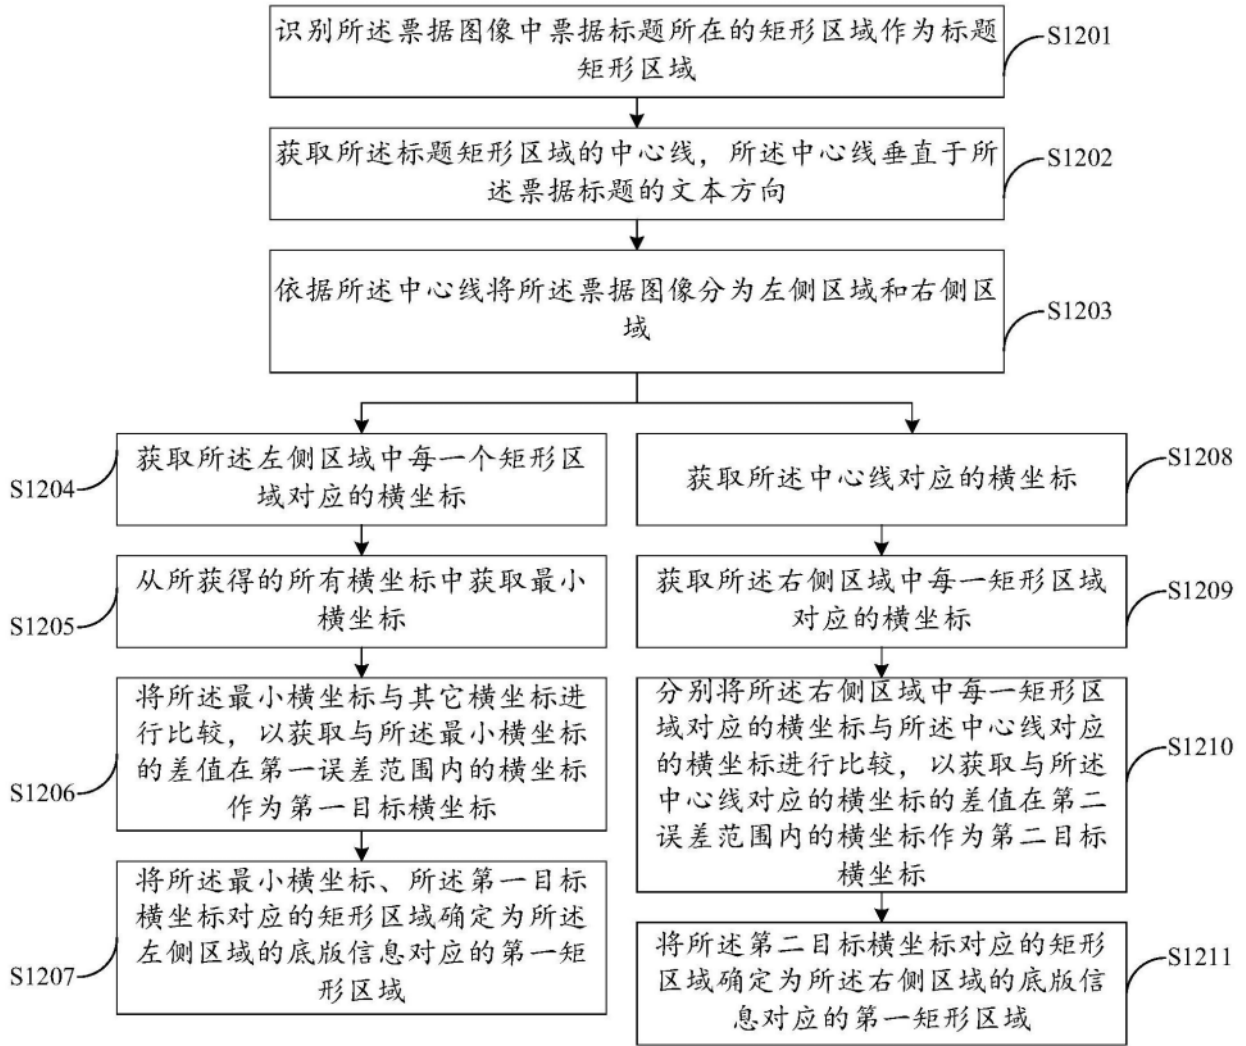 识别所述票据图像中票据标题所在的矩形区域作为标题
矩形区域
S1201
获取所述标题矩形区域的中心线，所述中心线垂直于所
述票据标题的文本方向
S1202
依据所述中心线将所述票据图像分为左侧区域和右侧区
域
S1203
获取所述左侧区域中每一个矩形区
域对应的横坐标
S1204
从所获得的所有横坐标中获取最小
横坐标
S1205
将所述最小横坐标与其它横坐标进
行比较，以获取与所述最小横坐标
的差值在第一误差范围内的横坐标
作为第一目标横坐标
S1206
将所述最小横坐标、所述第一目标
横坐标对应的矩形区域确定为所述
左侧区域的底版信息对应的第一矩
形区域
S1207
获取所述中心线对应的横坐标
S1208
获取所述右侧区域中每一矩形区域
对应的横坐标
S1209
分别将所述右侧区域中每一矩形区
域对应的横坐标与所述中心线对应
的横坐标进行比较，以获取与所述
中心线对应的横坐标的差值在第二
误差范围内的横坐标作为第二目标
横坐标
S1210
将所述第二目标横坐标对应的矩形
区域确定为所述右侧区域的底版信
息对应的第一矩形区域
S1211